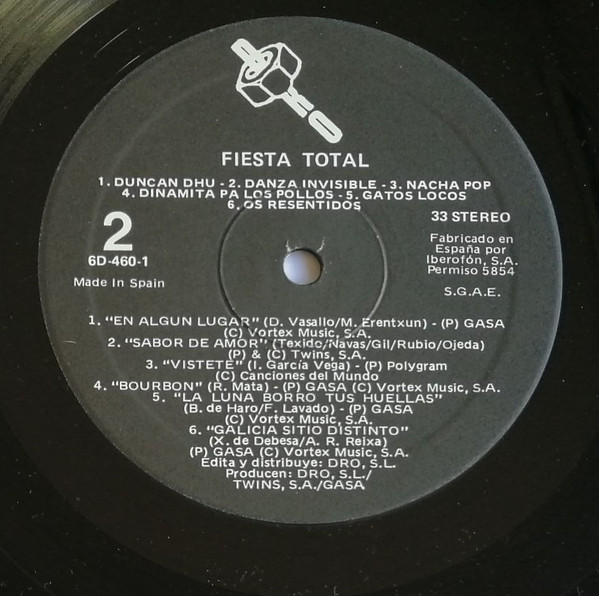 DRO
FIESTA TOTAL
1. DUNCAN DHU - 2. DANZA INVISIBLE - 3. NACHA POP
4. DINAMITA PA LOS POLLOS - 5. GATOS LOCOS
6. OS RESENTIDOS
2
6D-460-1
Made In Spain
33 STEREO
Fabricado en
España por
Iberofón, S.A.
Permiso 5854
S.G.A.E.
1. "EN ALGUN LUGAR" (D. Vasallo/M. Erentxun) - (P) GASA
(C) Vortex Music, S.A.
2. "SABOR DE AMOR" (Texido/Navas/Gil/Rubio/Ojeda)
(P) & (C) Twins, S.A.
3. "VISTETE" (I. García Vega) - (P) Polygram
(C) Canciones del Mundo
4. "BOURBON" (R. Mata) - (P) GASA (C) Vortex Music, S.A.
5. "LA LUNA BORRO TUS HUELLAS"
(B. de Haro/F. Lavado) - (P) GASA
(C) Vortex Music, S.A.
6. "GALICIA SITIO DISTINTO"
(X. de Debesa/A. R. Reixa)
(P) GASA (C) Vortex Music, S.A.
Edita y distribuye: DRO, S.L.
Producen: DRO, S.L./
TWINS, S.A./GASA